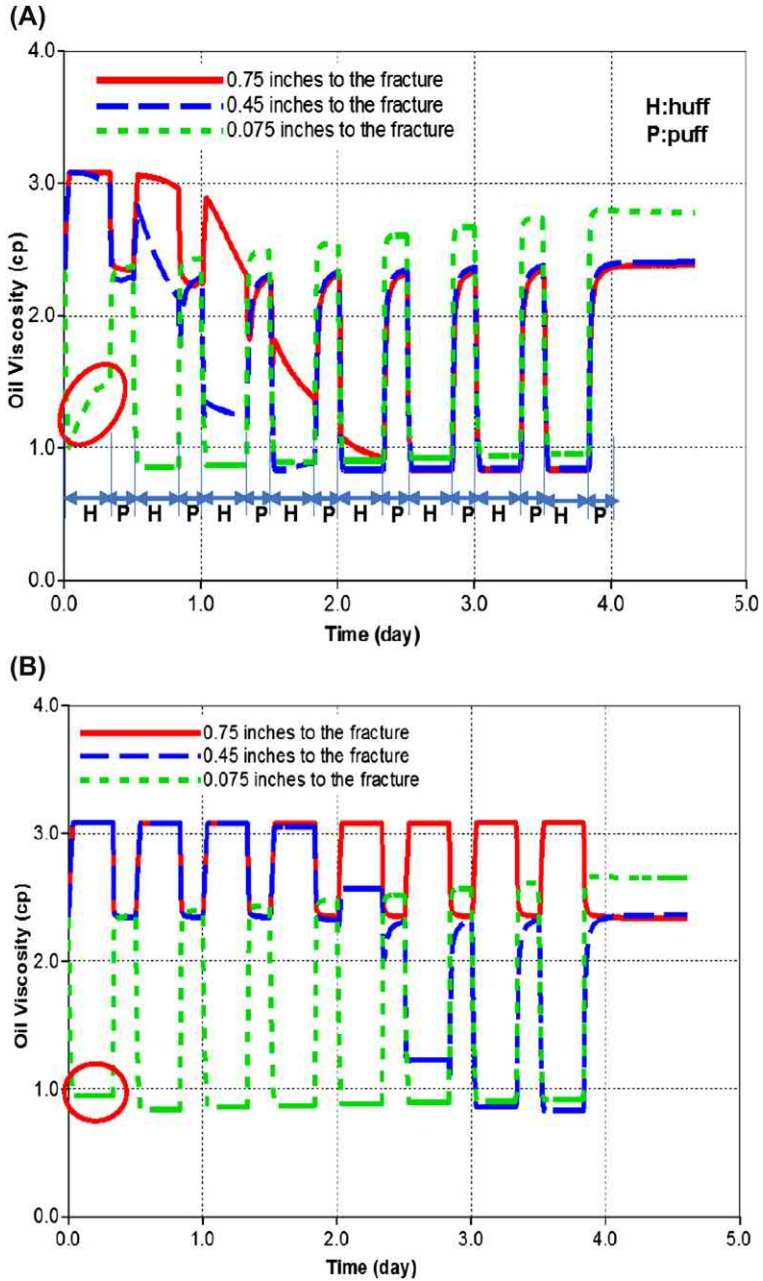 (A)
4.0
3.0
2.0
1.0
0.0
Oil Viscosity (cp)
0.75 inches to the fracture
0.45 inches to the fracture
0.075 inches to the fracture
H:huff
P:puff
H P H P H P H P H P H P H P H P
0.0 1.0 2.0 3.0 4.0 5.0
Time (day)
(B)
4.0
3.0
2.0
1.0
0.0
Oil Viscosity (cp)
0.75 inches to the fracture
0.45 inches to the fracture
0.075 inches to the fracture
0.0 1.0 2.0 3.0 4.0 5.0
Time (day)